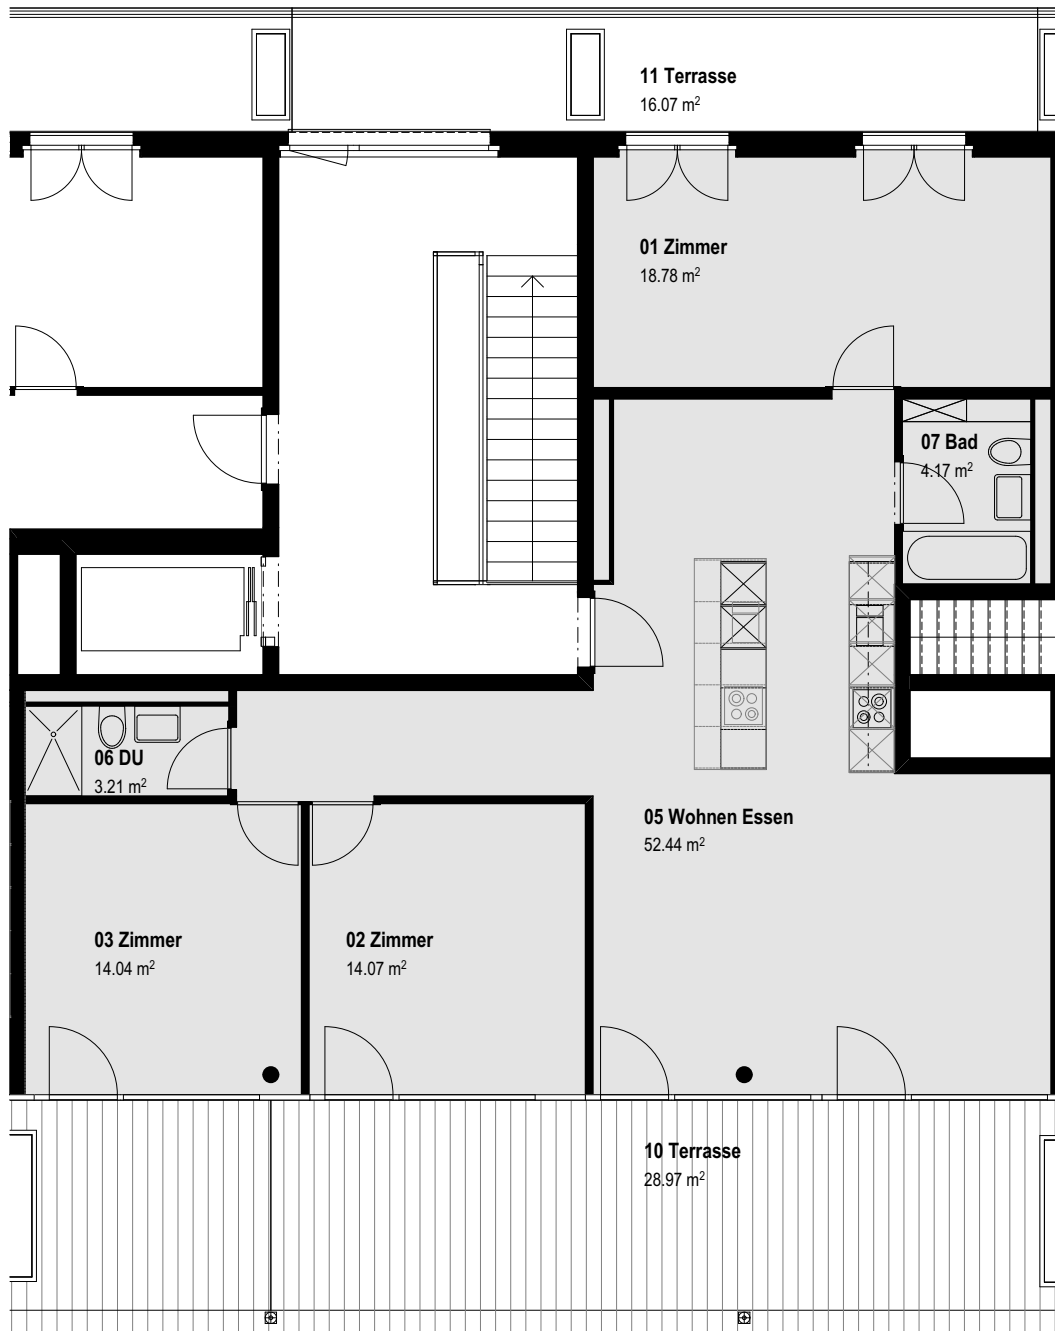 11 Terrasse
16.07 m²
01 Zimmer
18.78 m²
07 Bad
4.17 m²
06 DU
3.21 m²
05 Wohnen Essen
52.44 m²
03 Zimmer
14.04 m²
02 Zimmer
14.07 m²
10 Terrasse
28.97 m²